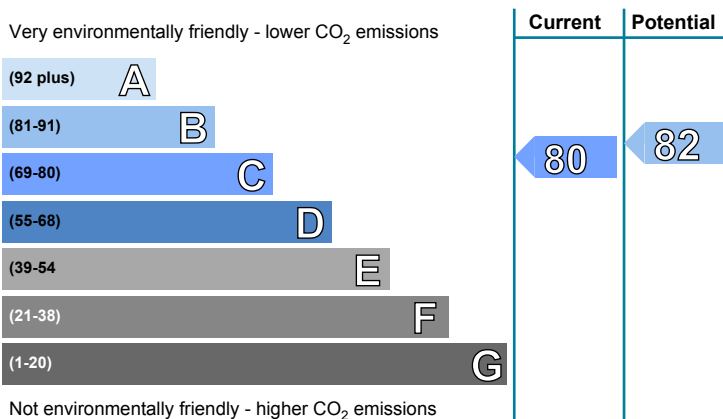 Very environmentally friendly - lower CO2 emissions
Current Potential
(92 plus) A
(81-91) B
(69-80) C
(55-68) D
(39-54 E
(21-38) F
(1-20) G
80 82
Not environmentally friendly - higher CO2 emissions